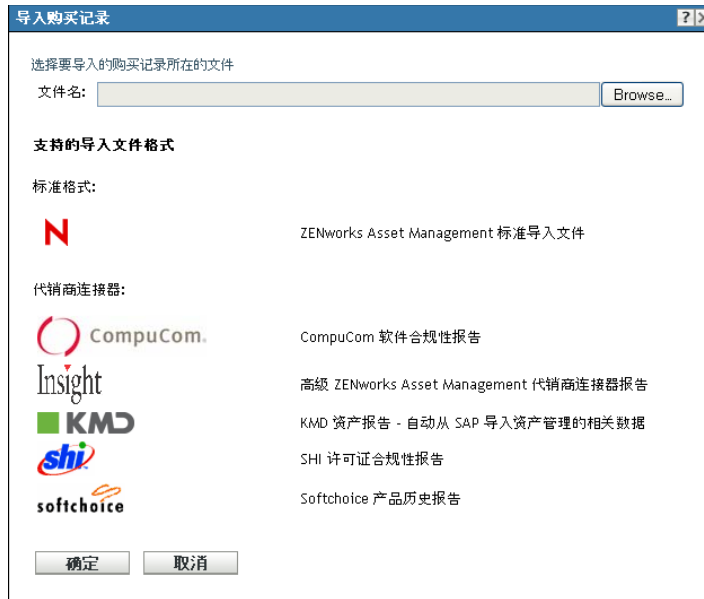 导入购买记录 ?
选择要导入的购买记录所在的文件
文件名: Browse...
支持的导入文件格式
标准格式:
N ZENworks Asset Management 标准导入文件
代销商连接器:
CompuCom. CompuCom 软件合规性报告
Insight 高级 ZENworks Asset Management 代销商连接器报告
KMD KMD 资产报告 - 自动从 SAP 导入资产管理的相关数据
shi SHI 许可证合规性报告
softchoice Softchoice 产品历史报告
确定 取消